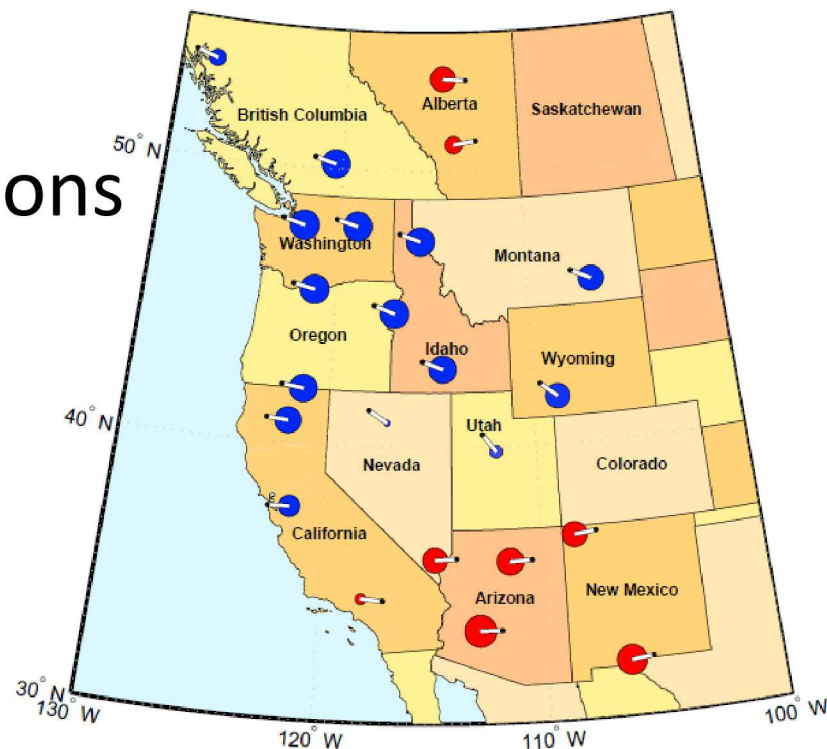 ons
British Columbia
Alberta
Saskatchewan
50° N
Washington
Montana
Oregon
Idaho
Wyoming
40° N
Utah
Nevada
Colorado
California
Arizona
New Mexico
30° N
130° W
120° W
110° W
100° W